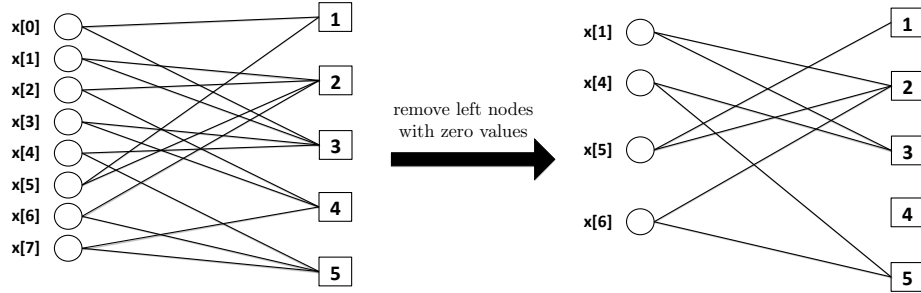 x[0]
x[1]
x[2]
x[3]
x[4]
x[5]
x[6]
x[7]
1
2
3
4
5
remove left nodes
with zero values
x[1]
x[4]
x[5]
x[6]
1
2
3
4
5